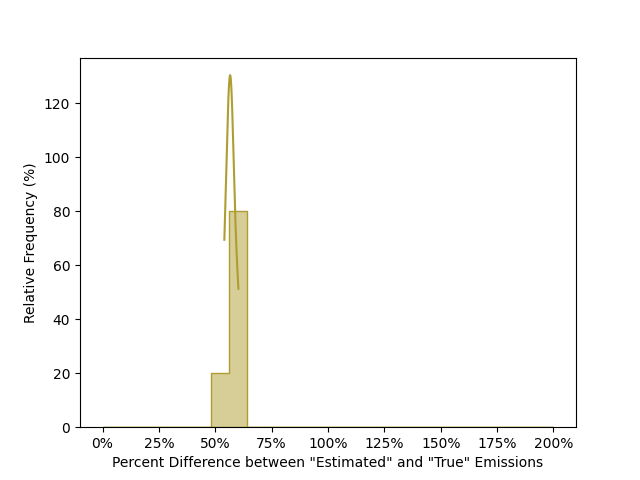 120
100
80
60
40
20
0
Relative Frequency (%)
0% 25% 50% 75% 100% 125% 150% 175% 200%
Percent Difference between "Estimated" and "True" Emissions